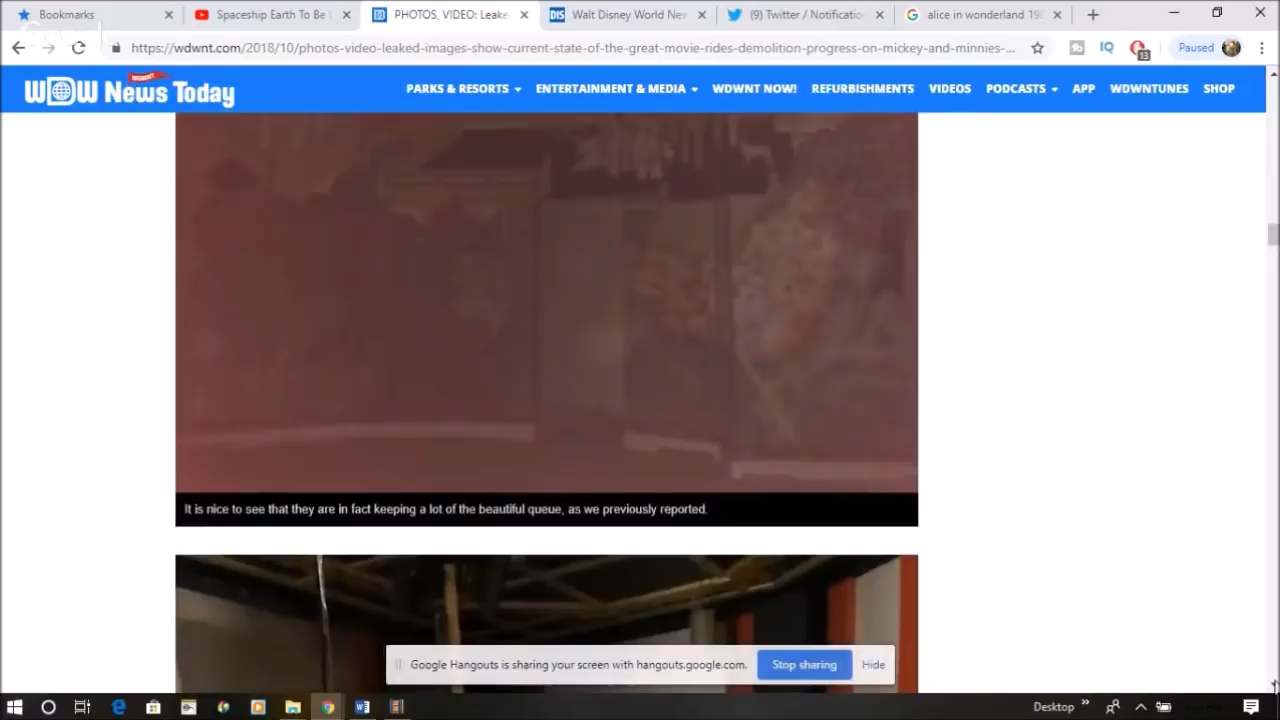 Bookmarks
Spaceship Earth To Be
PHOTOS, VIDEO: Leake
DIS
Walt Disney World Nev
(9) Twitter / Notificatio
alice in wonderland 19
https://wdwnt.com/2018/10/photos-video-leaked-images-show-current-state-of-the-great-movie-rides-demolition-progress-on-mickey-and-minnies-...
IQ
13
Paused
WDW News Today
PARKS & RESORTS
ENTERTAINMENT & MEDIA
WDWNT NOW!
REFURBISHMENTS
VIDEOS
PODCASTS
APP
WDWNTUNES
SHOP
It is nice to see that they are in fact keeping a lot of the beautiful queue, as we previously reported.
Google Hangouts is sharing your screen with hangouts.google.com.
Stop sharing
Hide
Desktop